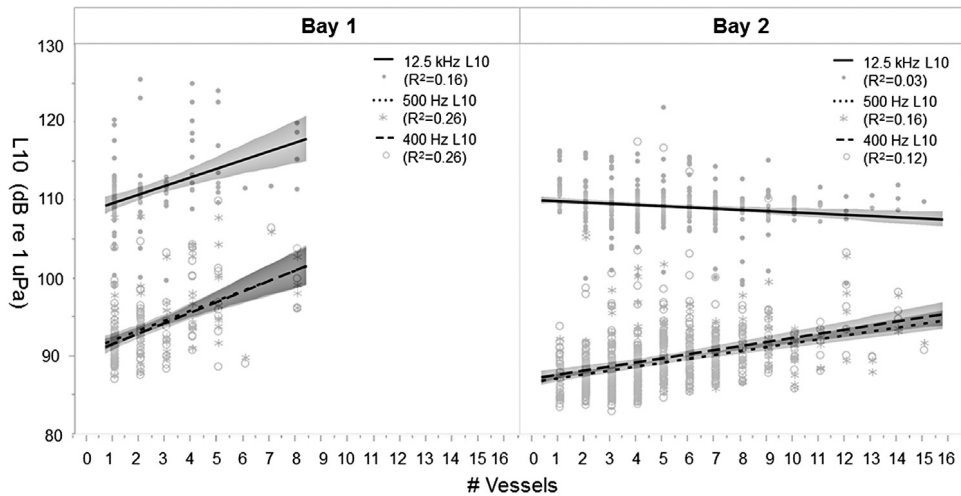 Bay 1
Bay 2
L10 (dB re 1 uPa)
130
120
110
100
90
80
12.5 kHz L10
(R²=0.16)
500 Hz L10
(R²=0.26)
400 Hz L10
(R²=0.26)
12.5 kHz L10
(R²=0.03)
500 Hz L10
(R²=0.16)
400 Hz L10
(R²=0.12)
0 1 2 3 4 5 6 7 8 9 10 11 12 13 14 15 16
0 1 2 3 4 5 6 7 8 9 10 11 12 13 14 15 16
# Vessels